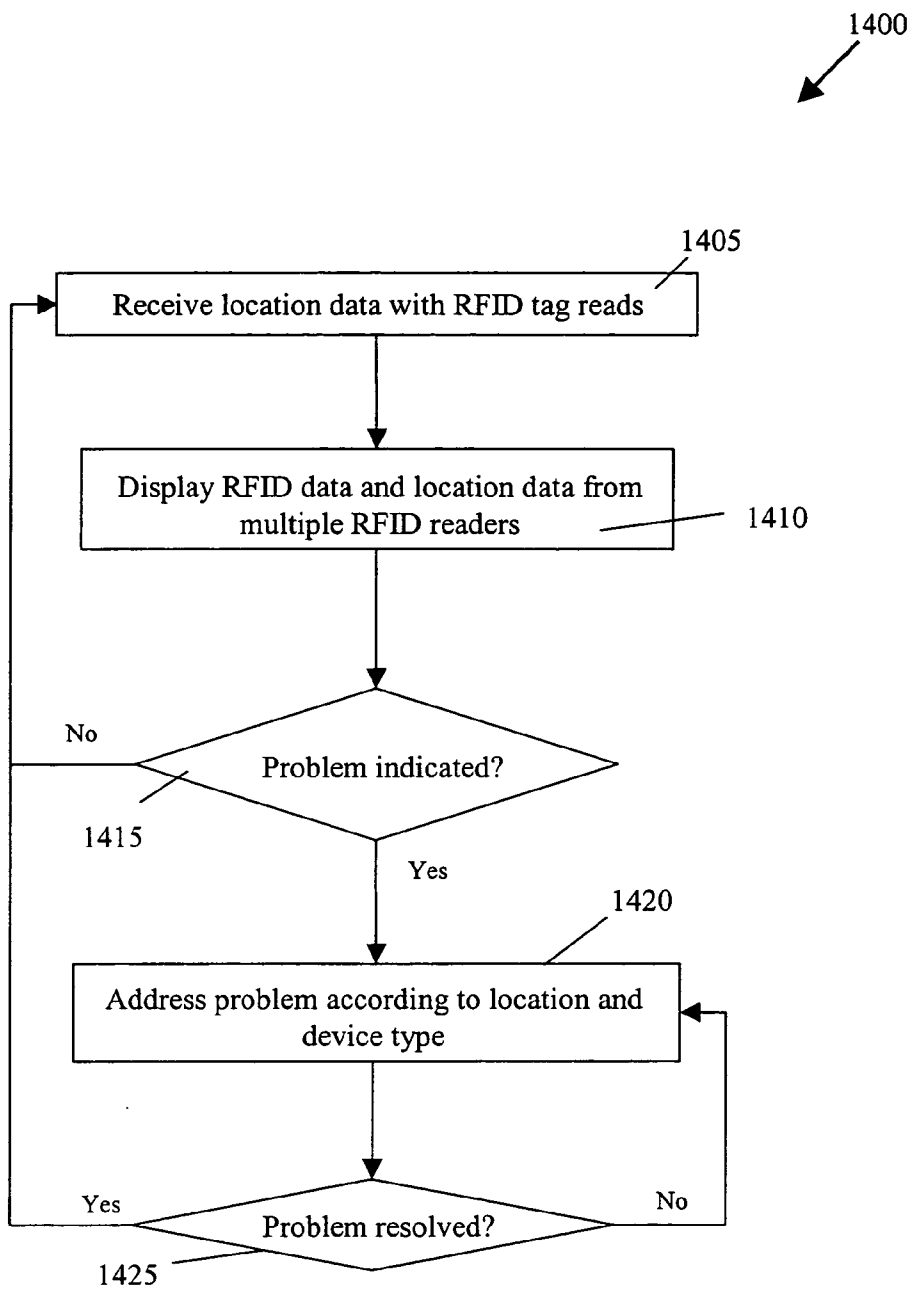 1400
1405
Receive location data with RFID tag reads
Display RFID data and location data from
multiple RFID readers
1410
No
Problem indicated?
1415
Yes
1420
Address problem according to location and
device type
Yes
Problem resolved?
No
1425